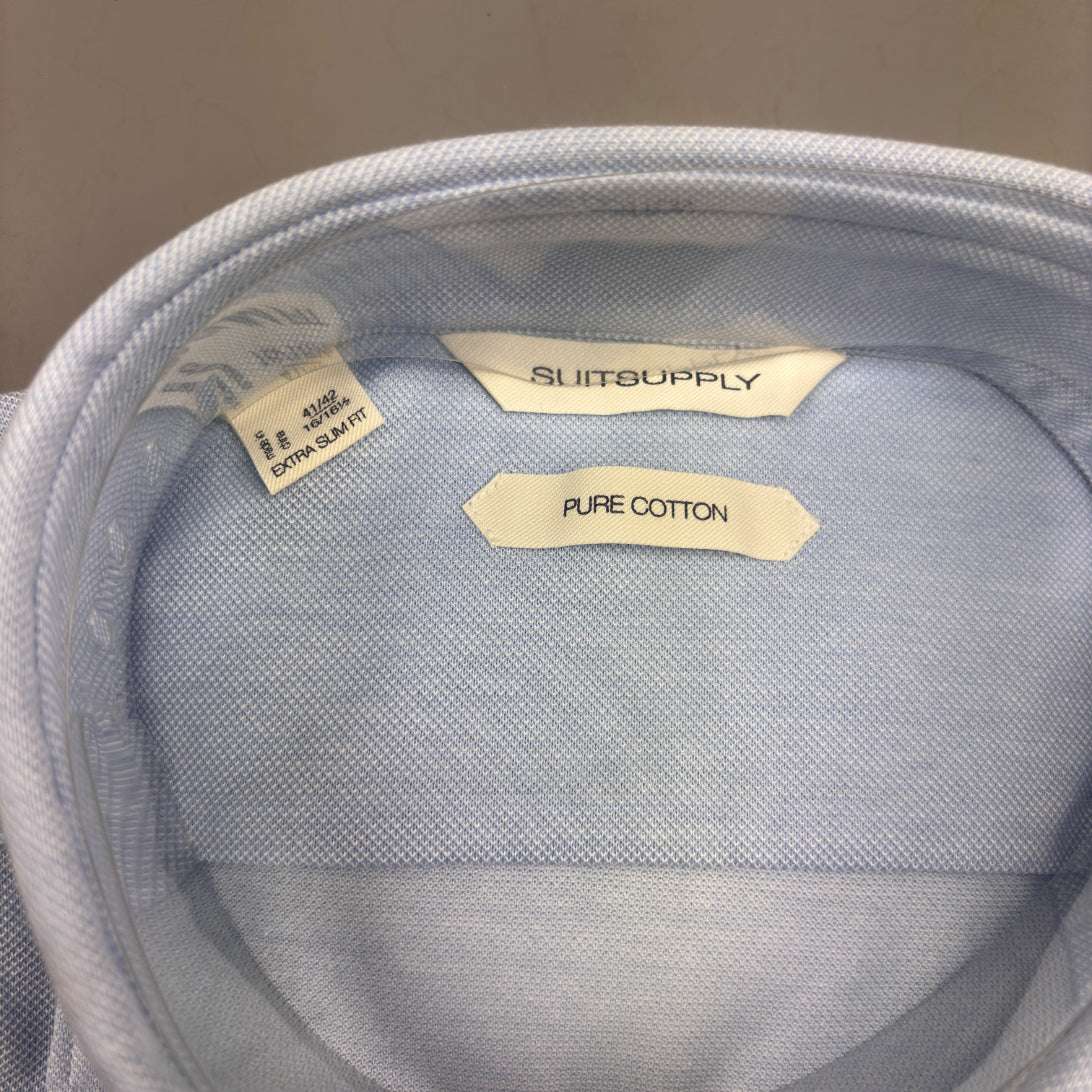 SUITSUPPLY
PURE COTTON
41/42
16/16½
EXTRA SLIM FIT